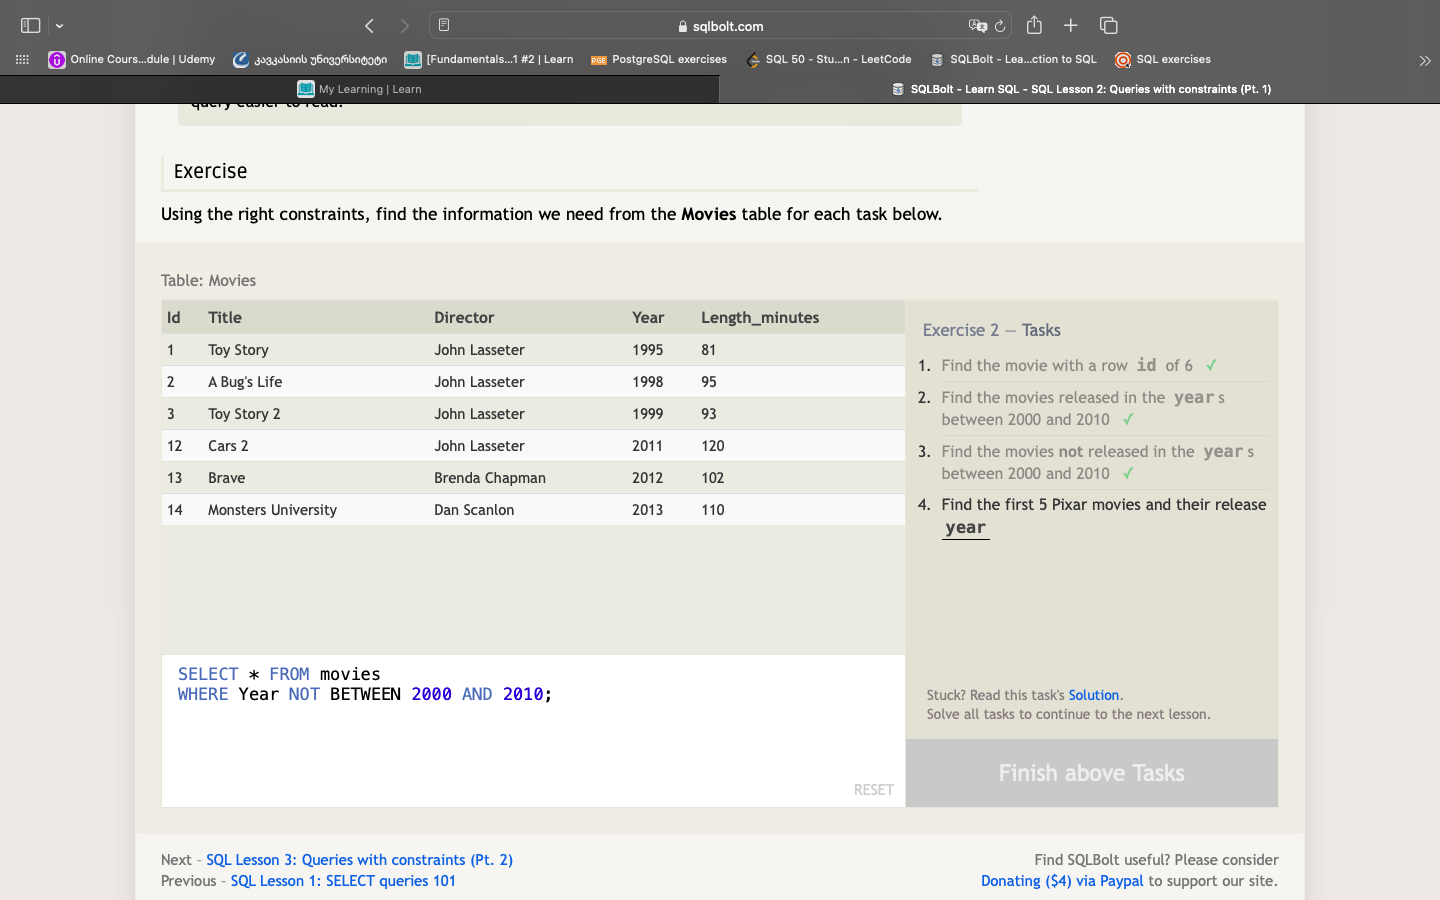 sqlbolt.com
Online Cours...dule | Udemy
კავკასიის უნივერსიტეტი
[Fundamentals...1 #2 | Learn
PGE PostgreSQL exercises
SQL 50 - Stu...n - LeetCode
SQLBolt - Lea...ction to SQL
SQL exercises
My Learning | Learn
SQLBolt - Learn SQL - SQL Lesson 2: Queries with constraints (Pt. 1)
query easier to read.
Exercise
Using the right constraints, find the information we need from the Movies table for each task below.
Table: Movies
Id Title Director Year Length_minutes
1 Toy Story John Lasseter 1995 81
2 A Bug's Life John Lasseter 1998 95
3 Toy Story 2 John Lasseter 1999 93
12 Cars 2 John Lasseter 2011 120
13 Brave Brenda Chapman 2012 102
14 Monsters University Dan Scanlon 2013 110
SELECT * FROM movies
WHERE Year NOT BETWEEN 2000 AND 2010;
RESET
Exercise 2 — Tasks
1. Find the movie with a row id of 6 ✓
2. Find the movies released in the years
between 2000 and 2010 ✓
3. Find the movies not released in the years
between 2000 and 2010 ✓
4. Find the first 5 Pixar movies and their release
year
Stuck? Read this task's Solution.
Solve all tasks to continue to the next lesson.
Finish above Tasks
Next – SQL Lesson 3: Queries with constraints (Pt. 2)
Previous – SQL Lesson 1: SELECT queries 101
Find SQLBolt useful? Please consider
Donating ($4) via Paypal to support our site.